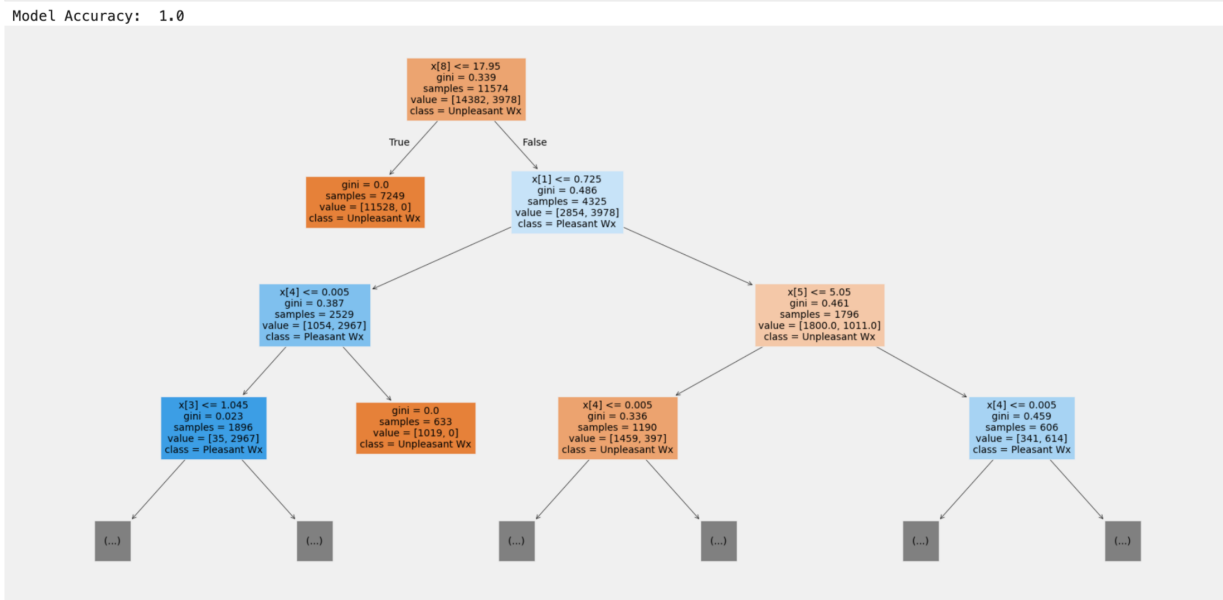 Model Accuracy:  1.0
x[8] <= 17.95
gini = 0.339
samples = 11574
value = [14382, 3978]
class = Unpleasant Wx
True
False
gini = 0.0
samples = 7249
value = [11528, 0]
class = Unpleasant Wx
x[1] <= 0.725
gini = 0.486
samples = 4325
value = [2854, 3978]
class = Pleasant Wx
x[4] <= 0.005
gini = 0.387
samples = 2529
value = [1054, 2967]
class = Pleasant Wx
x[5] <= 5.05
gini = 0.461
samples = 1796
value = [1800.0, 1011.0]
class = Unpleasant Wx
x[3] <= 1.045
gini = 0.023
samples = 1896
value = [35, 2967]
class = Pleasant Wx
gini = 0.0
samples = 633
value = [1019, 0]
class = Unpleasant Wx
x[4] <= 0.005
gini = 0.336
samples = 1190
value = [1459, 397]
class = Unpleasant Wx
x[4] <= 0.005
gini = 0.459
samples = 606
value = [341, 614]
class = Pleasant Wx
(...)
(...)
(...)
(...)
(...)
(...)